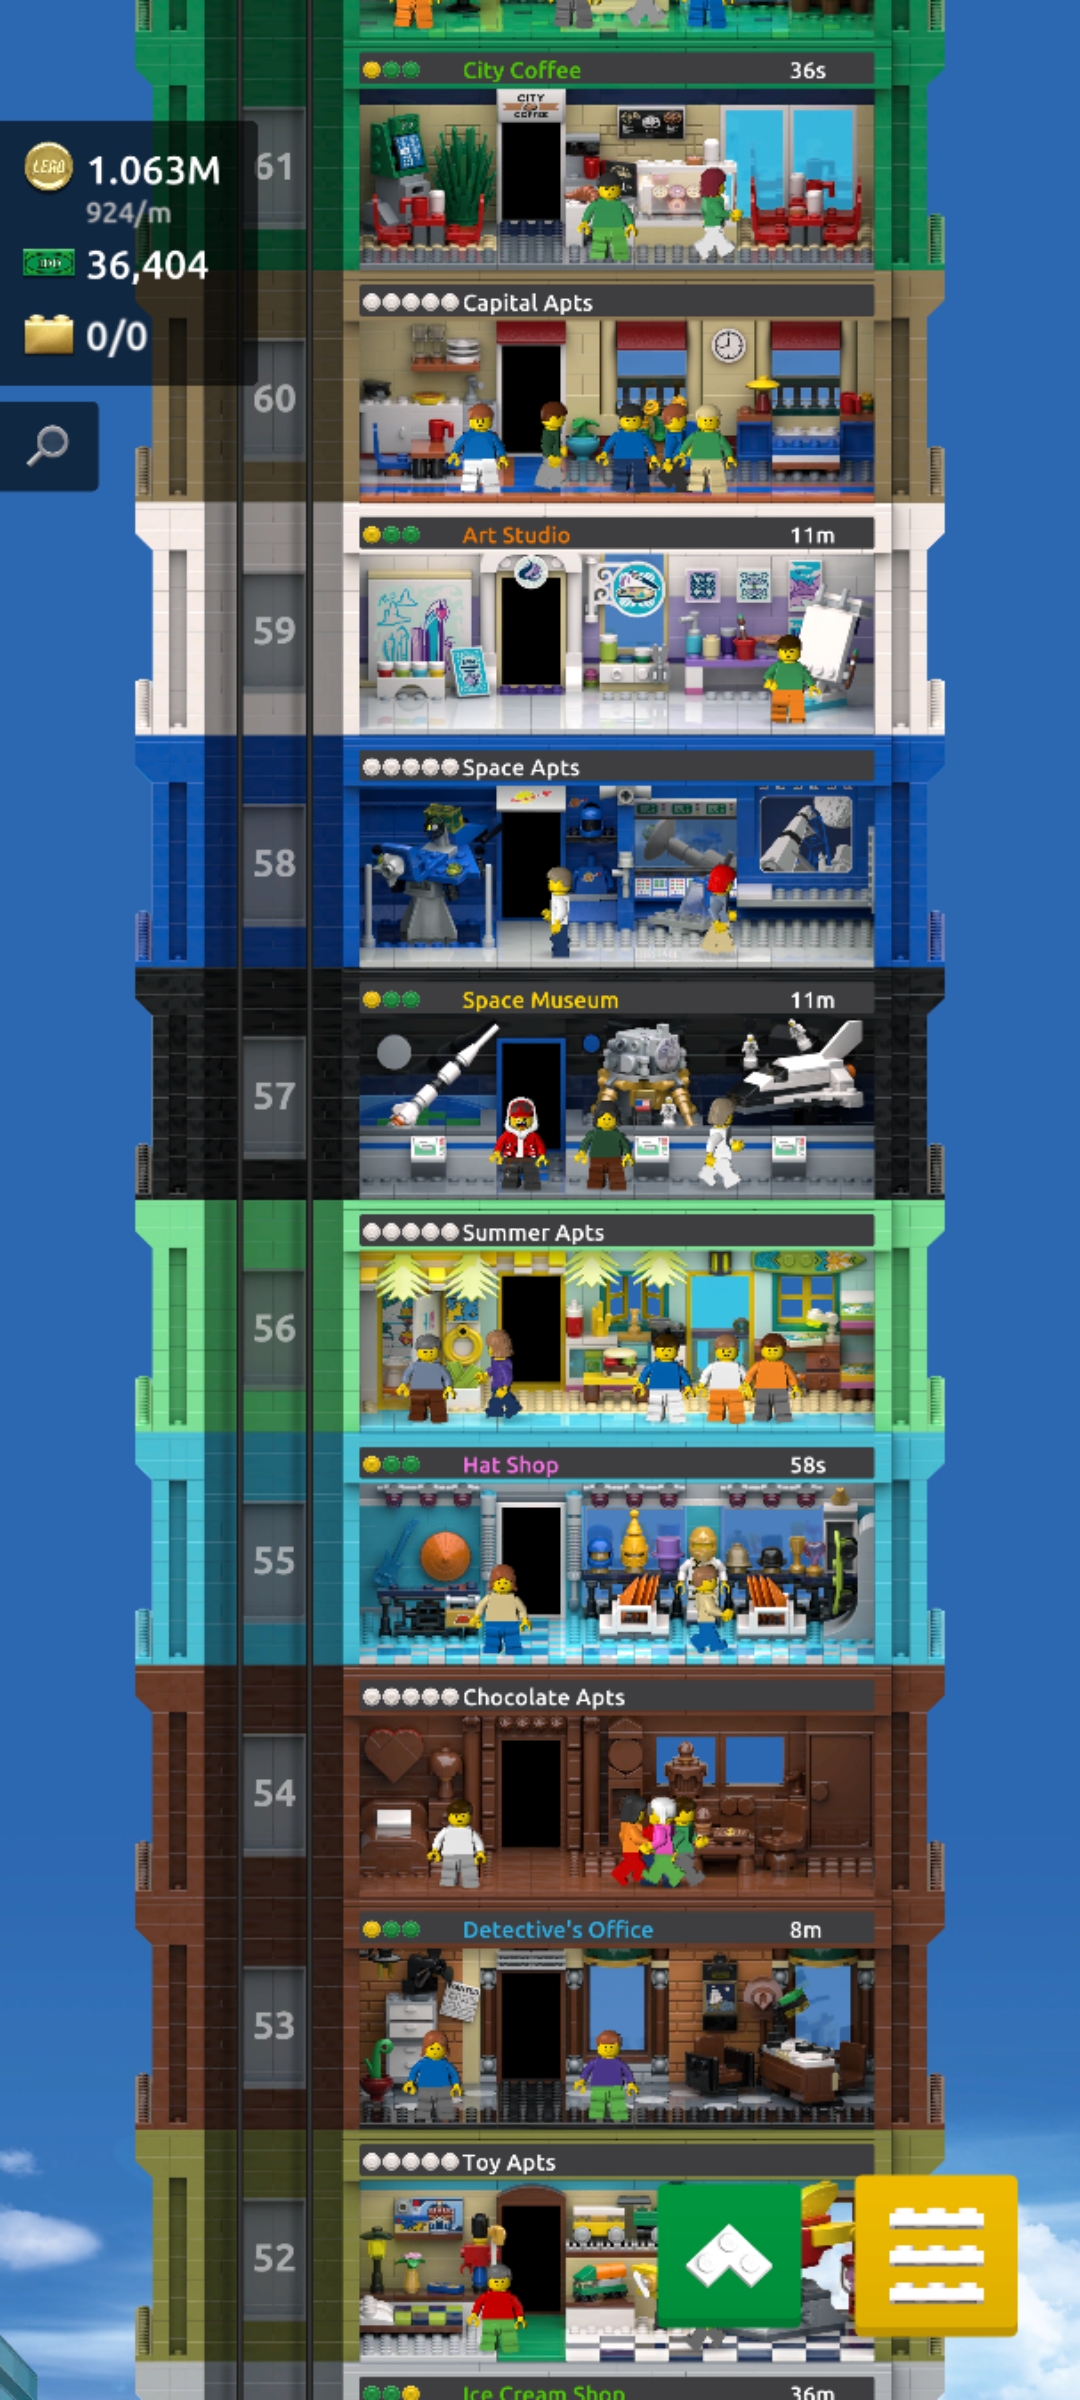 City Coffee 36s
CITY
COFFEE
61
LEGO 1.063M
924/m
36,404
0/0
Capital Apts
60
Art Studio 11m
59
Space Apts
58
Space Museum 11m
57
Summer Apts
56
Hat Shop 58s
55
Chocolate Apts
54
Detective's Office 8m
53
Toy Apts
52
Ice Cream Shop 36m